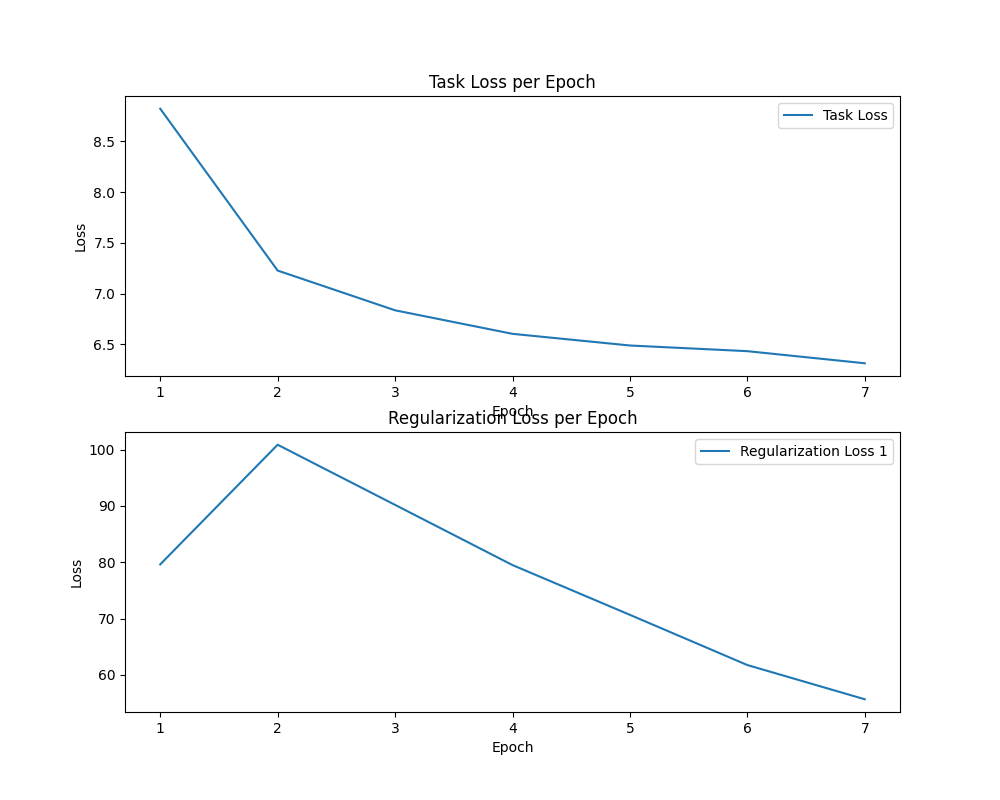 Task Loss per Epoch
Task Loss
8.5
8.0
7.5
7.0
6.5
Loss
1 2 3 4 5 6 7
Epoch
Regularization Loss per Epoch
Regularization Loss 1
100
90
80
70
60
Loss
1 2 3 4 5 6 7
Epoch